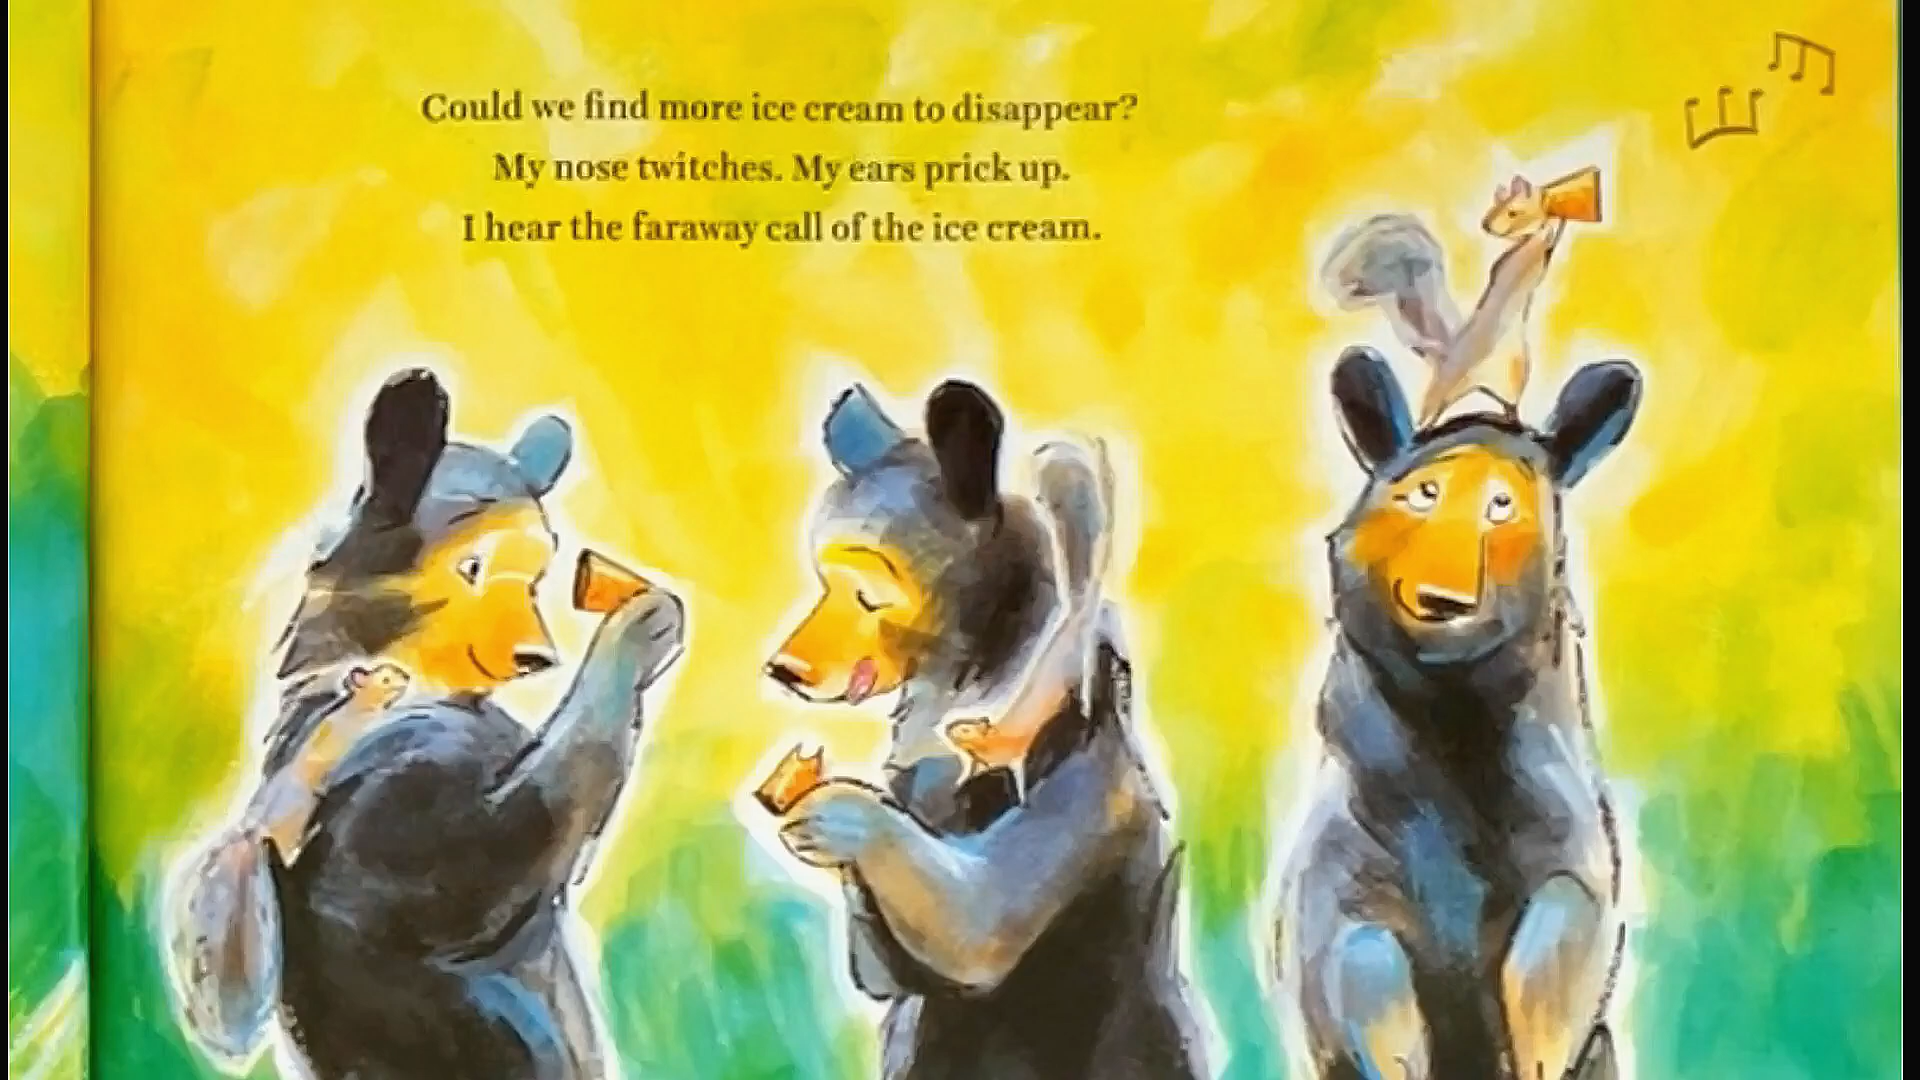 Could we find more ice cream to disappear?
My nose twitches. My ears prick up.
I hear the faraway call of the ice cream.